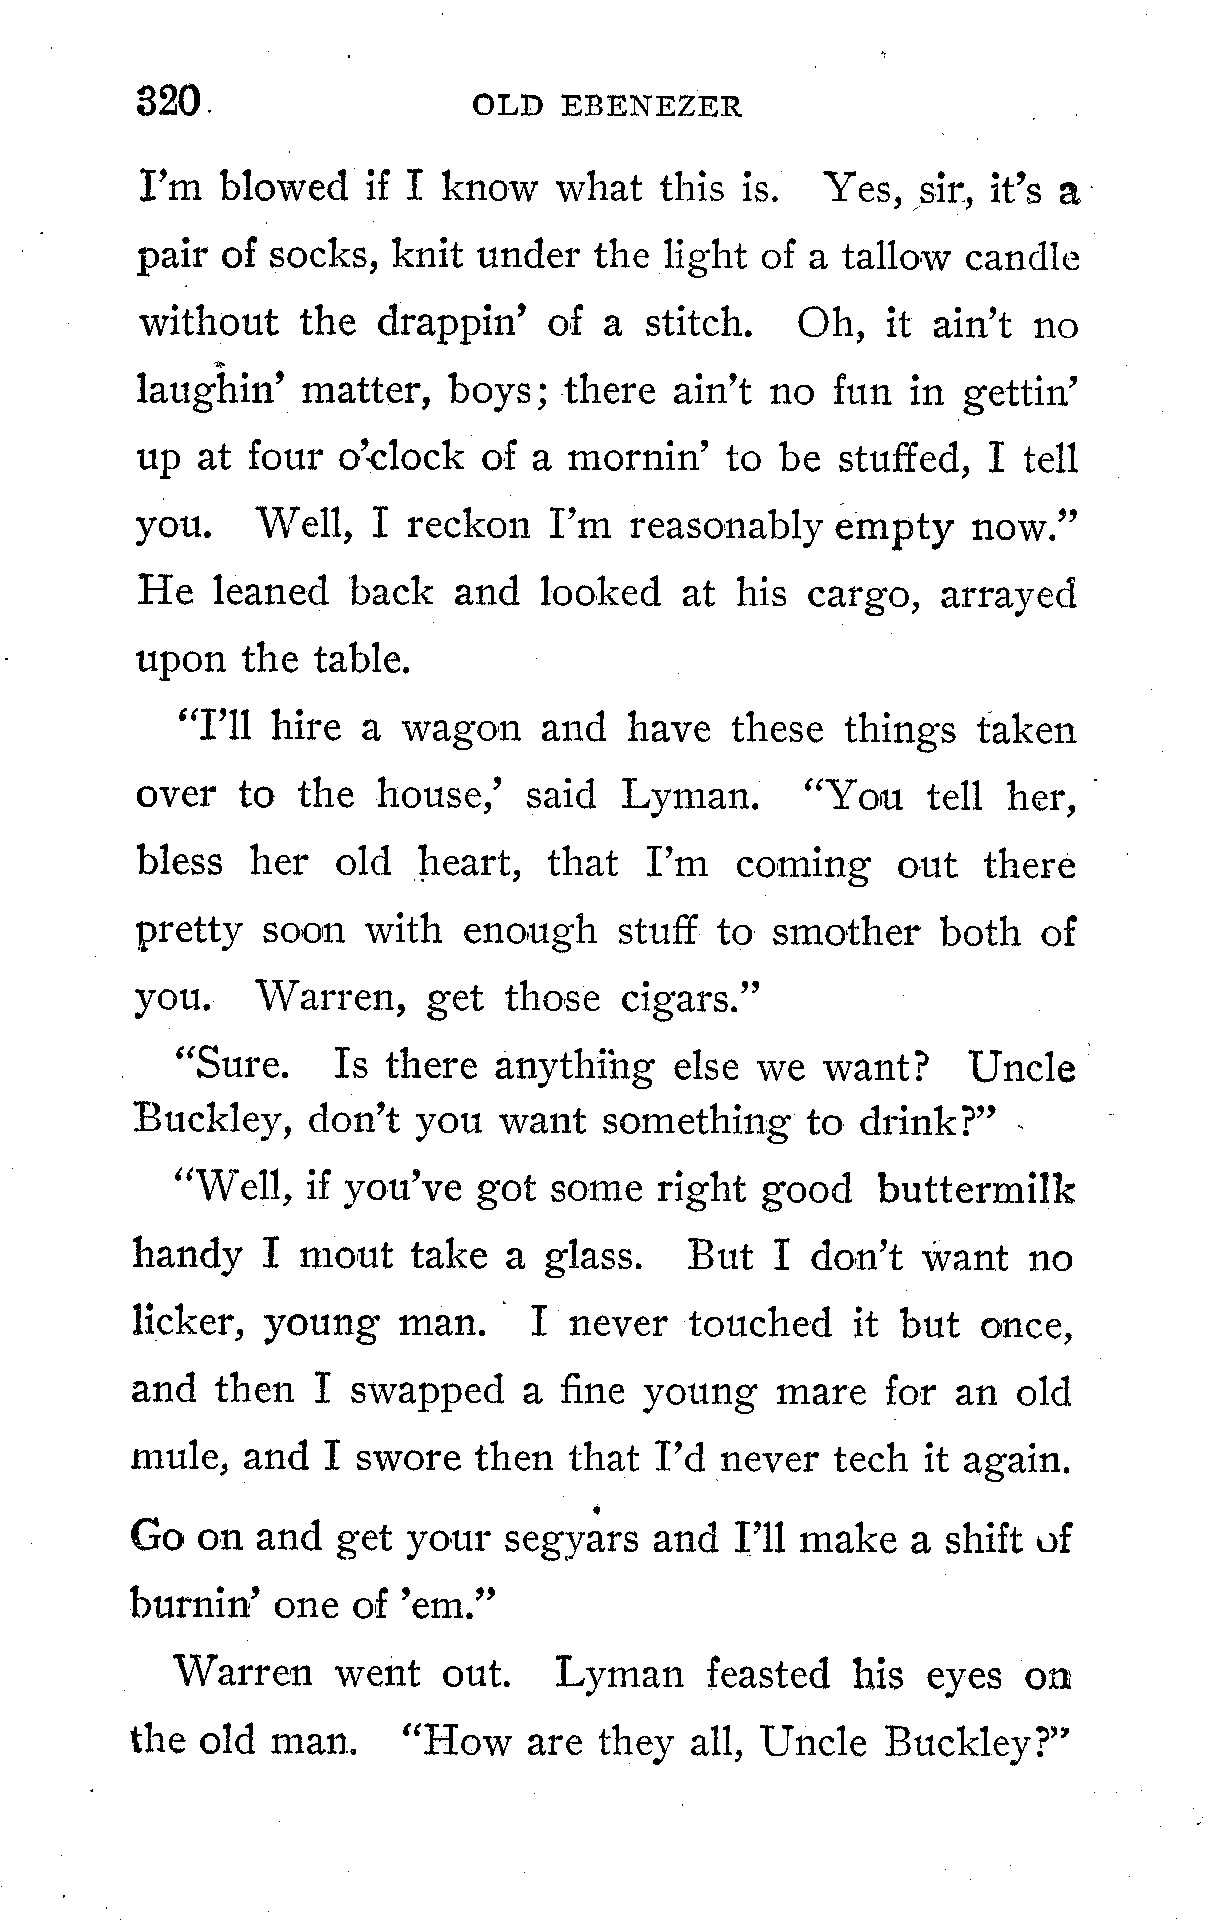 320 OLD EBENEZER
I'm blowed if I know what this is. Yes, sir, it's a
pair of socks, knit under the light of a tallow candle
without the drappin' of a stitch. Oh, it ain't no
laughin' matter, boys; there ain't no fun in gettin'
up at four o'clock of a mornin' to be stuffed, I tell
you. Well, I reckon I'm reasonably empty now."
He leaned back and looked at his cargo, arrayed
upon the table.
"I'll hire a wagon and have these things taken
over to the house,' said Lyman. "You tell her,
bless her old heart, that I'm coming out there
pretty soon with enough stuff to smother both of
you. Warren, get those cigars."
"Sure. Is there anything else we want? Uncle
Buckley, don't you want something to drink?"
"Well, if you've got some right good buttermilk
handy I mout take a glass. But I don't want no
licker, young man. I never touched it but once,
and then I swapped a fine young mare for an old
mule, and I swore then that I'd never tech it again.
Go on and get your segyars and I'll make a shift of
burnin' one of 'em."
Warren went out. Lyman feasted his eyes on
the old man. "How are they all, Uncle Buckley?"